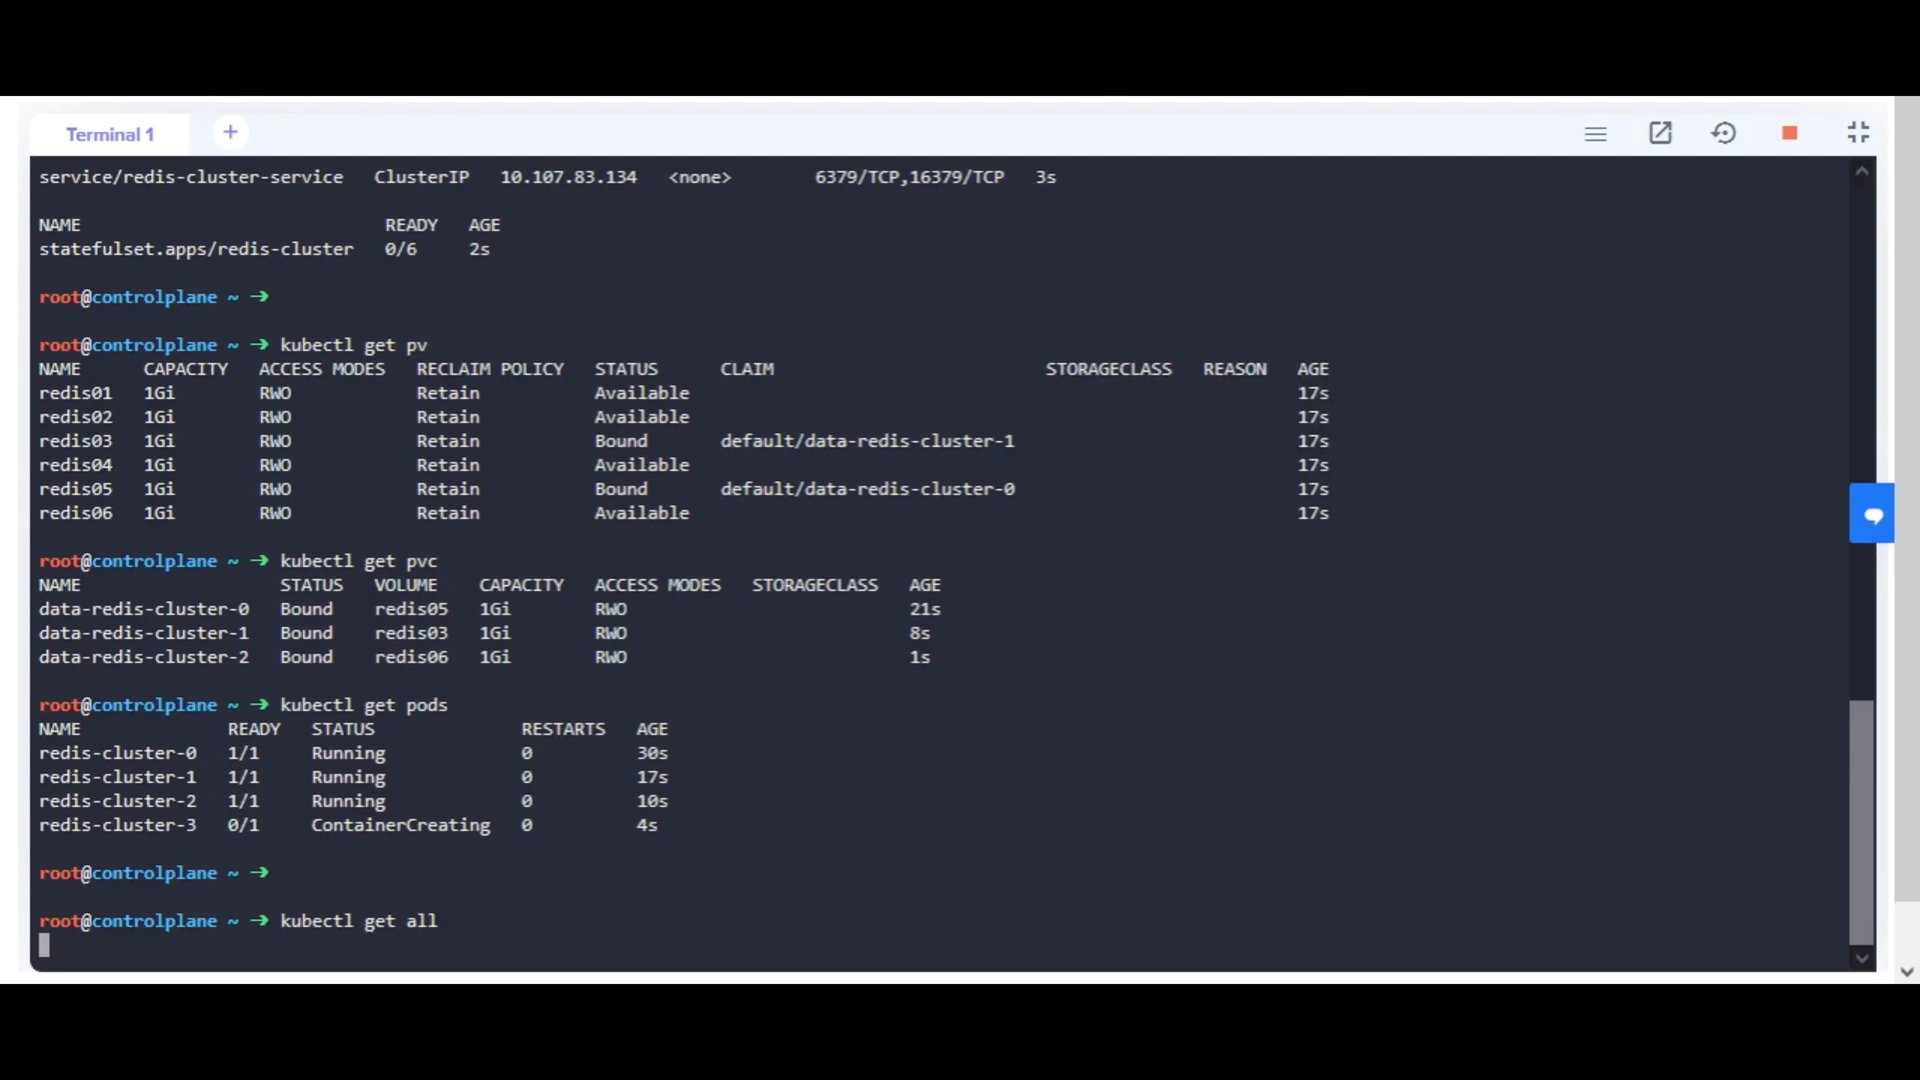 Terminal 1 +
service/redis-cluster-service ClusterIP 10.107.83.134 <none> 6379/TCP,16379/TCP 3s
NAME READY AGE
statefulset.apps/redis-cluster 0/6 2s
root@controlplane ~ ➜
root@controlplane ~ ➜ kubectl get pv
NAME CAPACITY ACCESS MODES RECLAIM POLICY STATUS CLAIM STORAGECLASS REASON AGE
redis01 1Gi RWO Retain Available 17s
redis02 1Gi RWO Retain Available 17s
redis03 1Gi RWO Retain Bound default/data-redis-cluster-1 17s
redis04 1Gi RWO Retain Available 17s
redis05 1Gi RWO Retain Bound default/data-redis-cluster-0 17s
redis06 1Gi RWO Retain Available 17s
root@controlplane ~ ➜ kubectl get pvc
NAME STATUS VOLUME CAPACITY ACCESS MODES STORAGECLASS AGE
data-redis-cluster-0 Bound redis05 1Gi RWO 21s
data-redis-cluster-1 Bound redis03 1Gi RWO 8s
data-redis-cluster-2 Bound redis06 1Gi RWO 1s
root@controlplane ~ ➜ kubectl get pods
NAME READY STATUS RESTARTS AGE
redis-cluster-0 1/1 Running 0 30s
redis-cluster-1 1/1 Running 0 17s
redis-cluster-2 1/1 Running 0 10s
redis-cluster-3 0/1 ContainerCreating 0 4s
root@controlplane ~ ➜
root@controlplane ~ ➜ kubectl get all